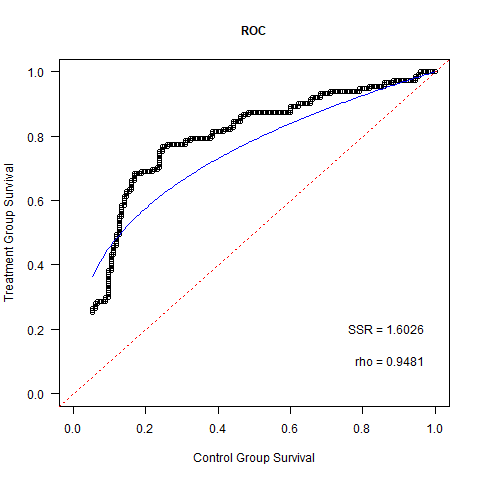 ROC
Treatment Group Survival
1.0
0.8
0.6
0.4
0.2
0.0
SSR = 1.6026
rho = 0.9481
0.0 0.2 0.4 0.6 0.8 1.0
Control Group Survival